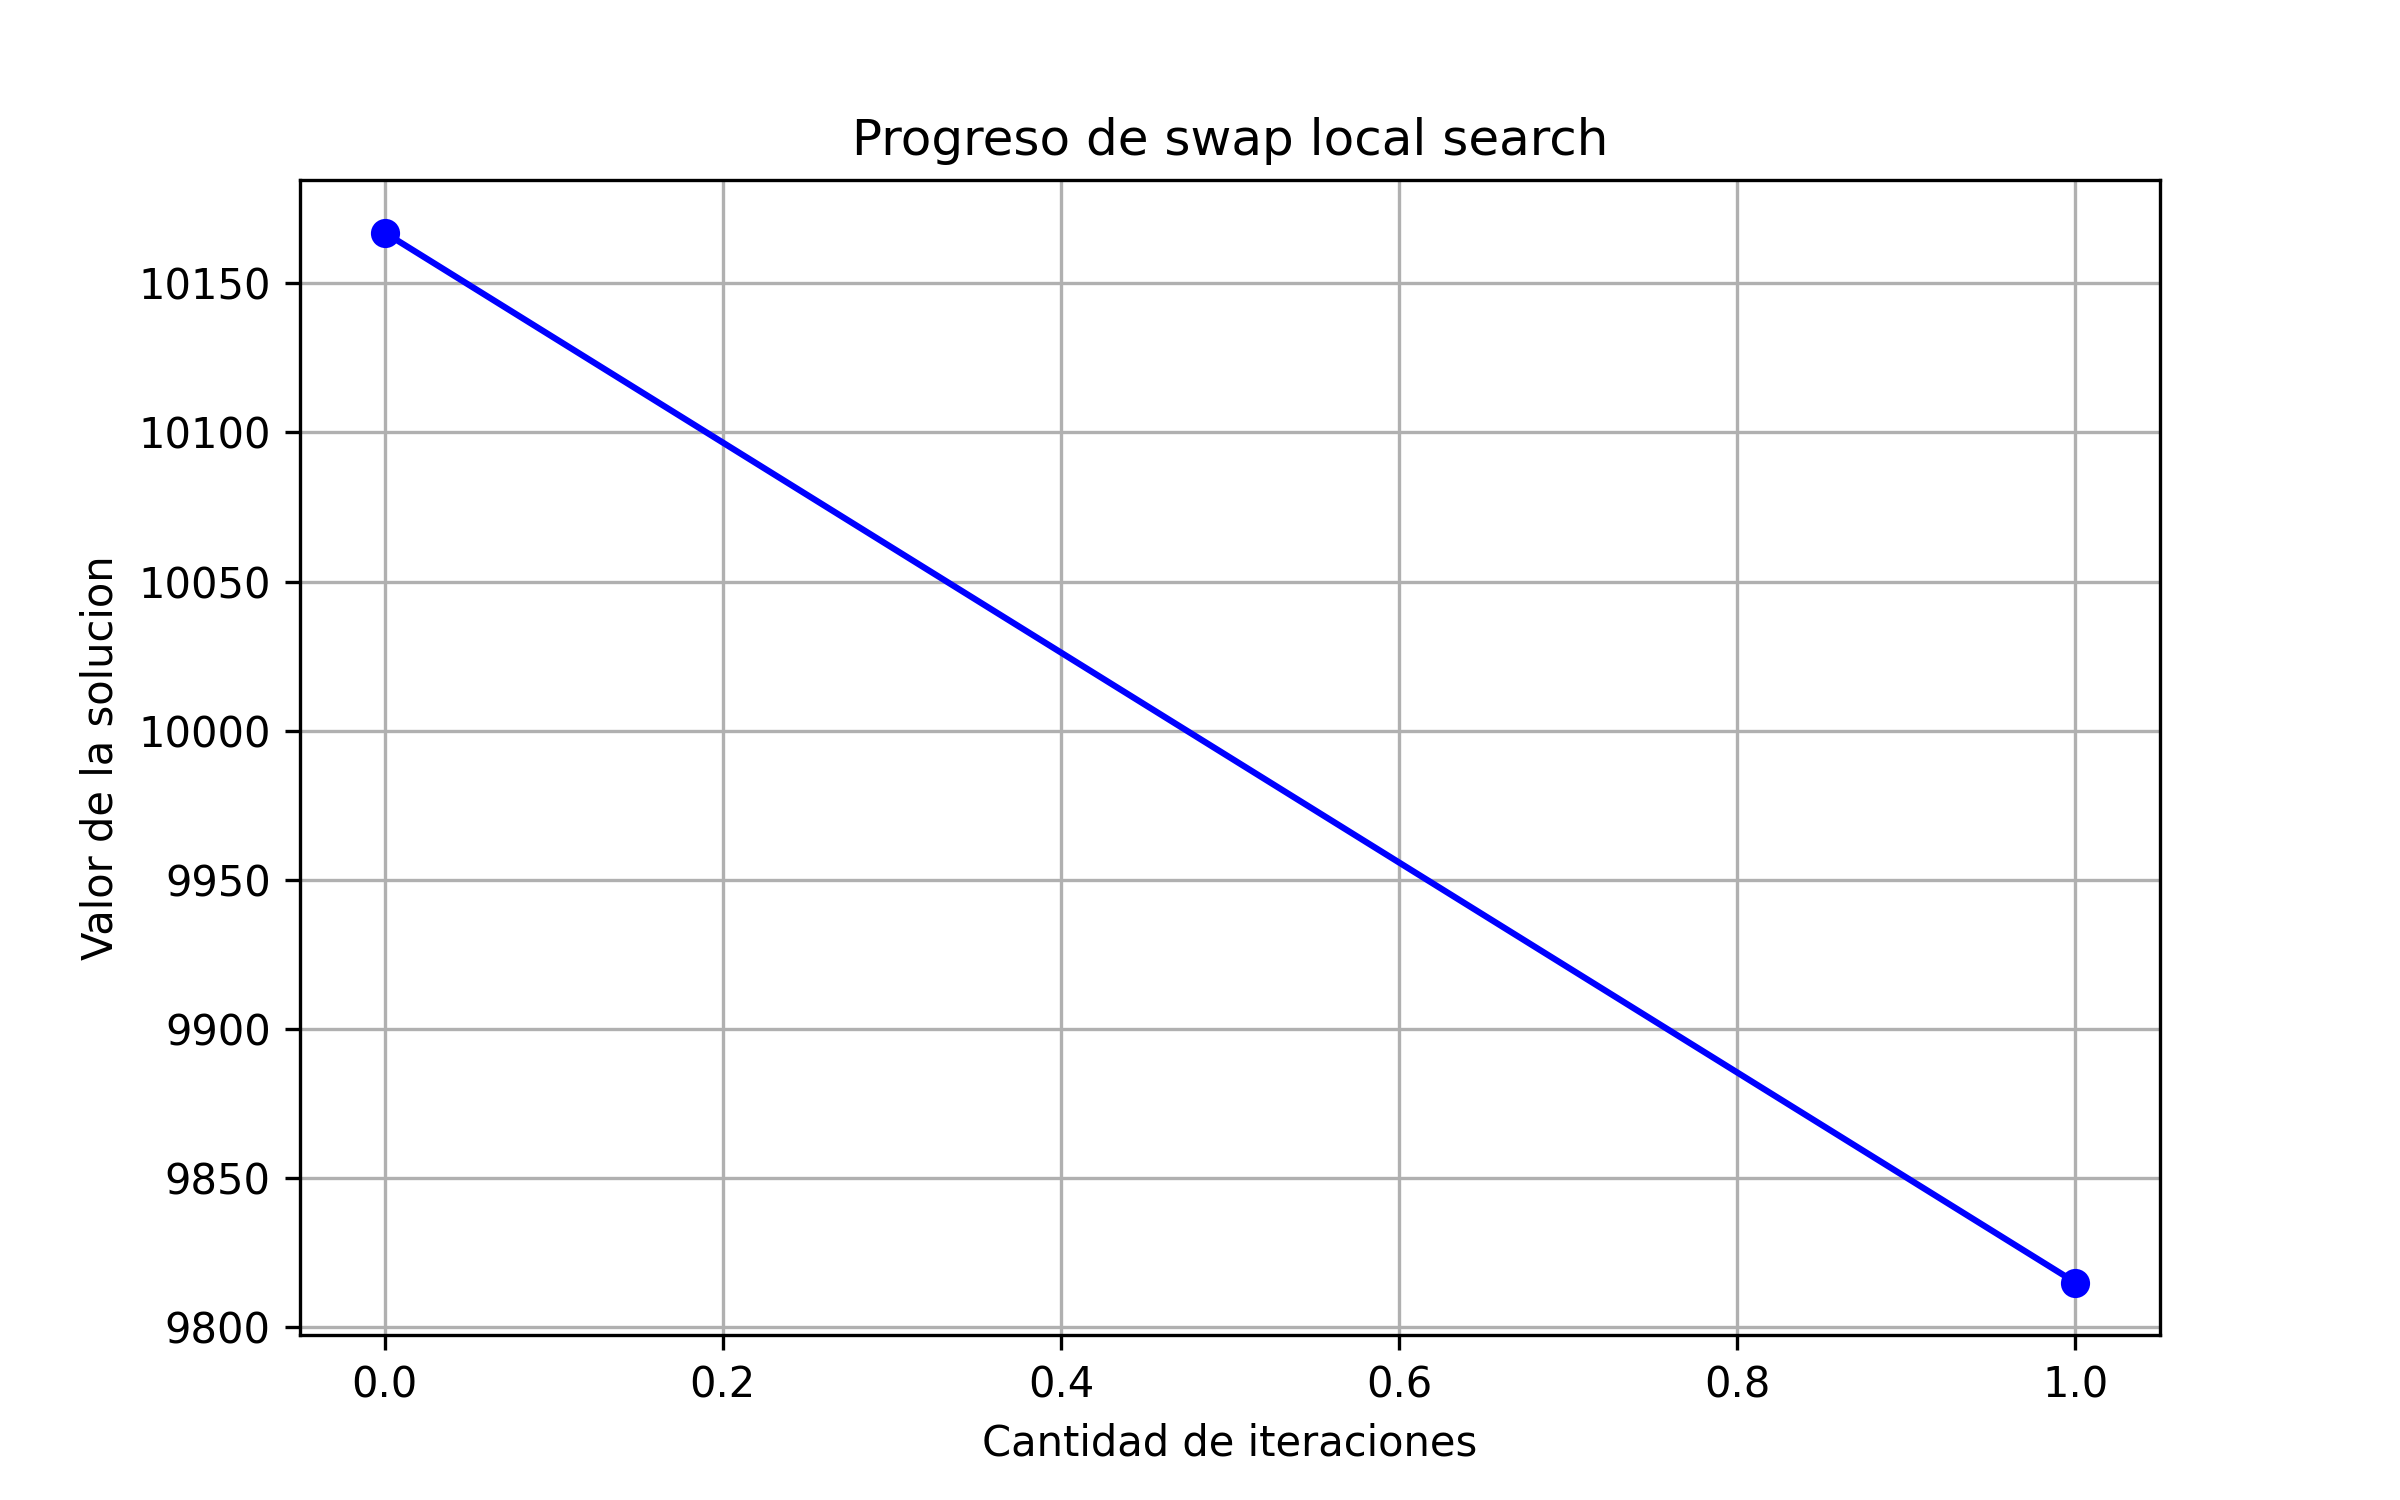 Progreso de swap local search
Valor de la solucion
10150
10100
10050
10000
9950
9900
9850
9800
0.0 0.2 0.4 0.6 0.8 1.0
Cantidad de iteraciones